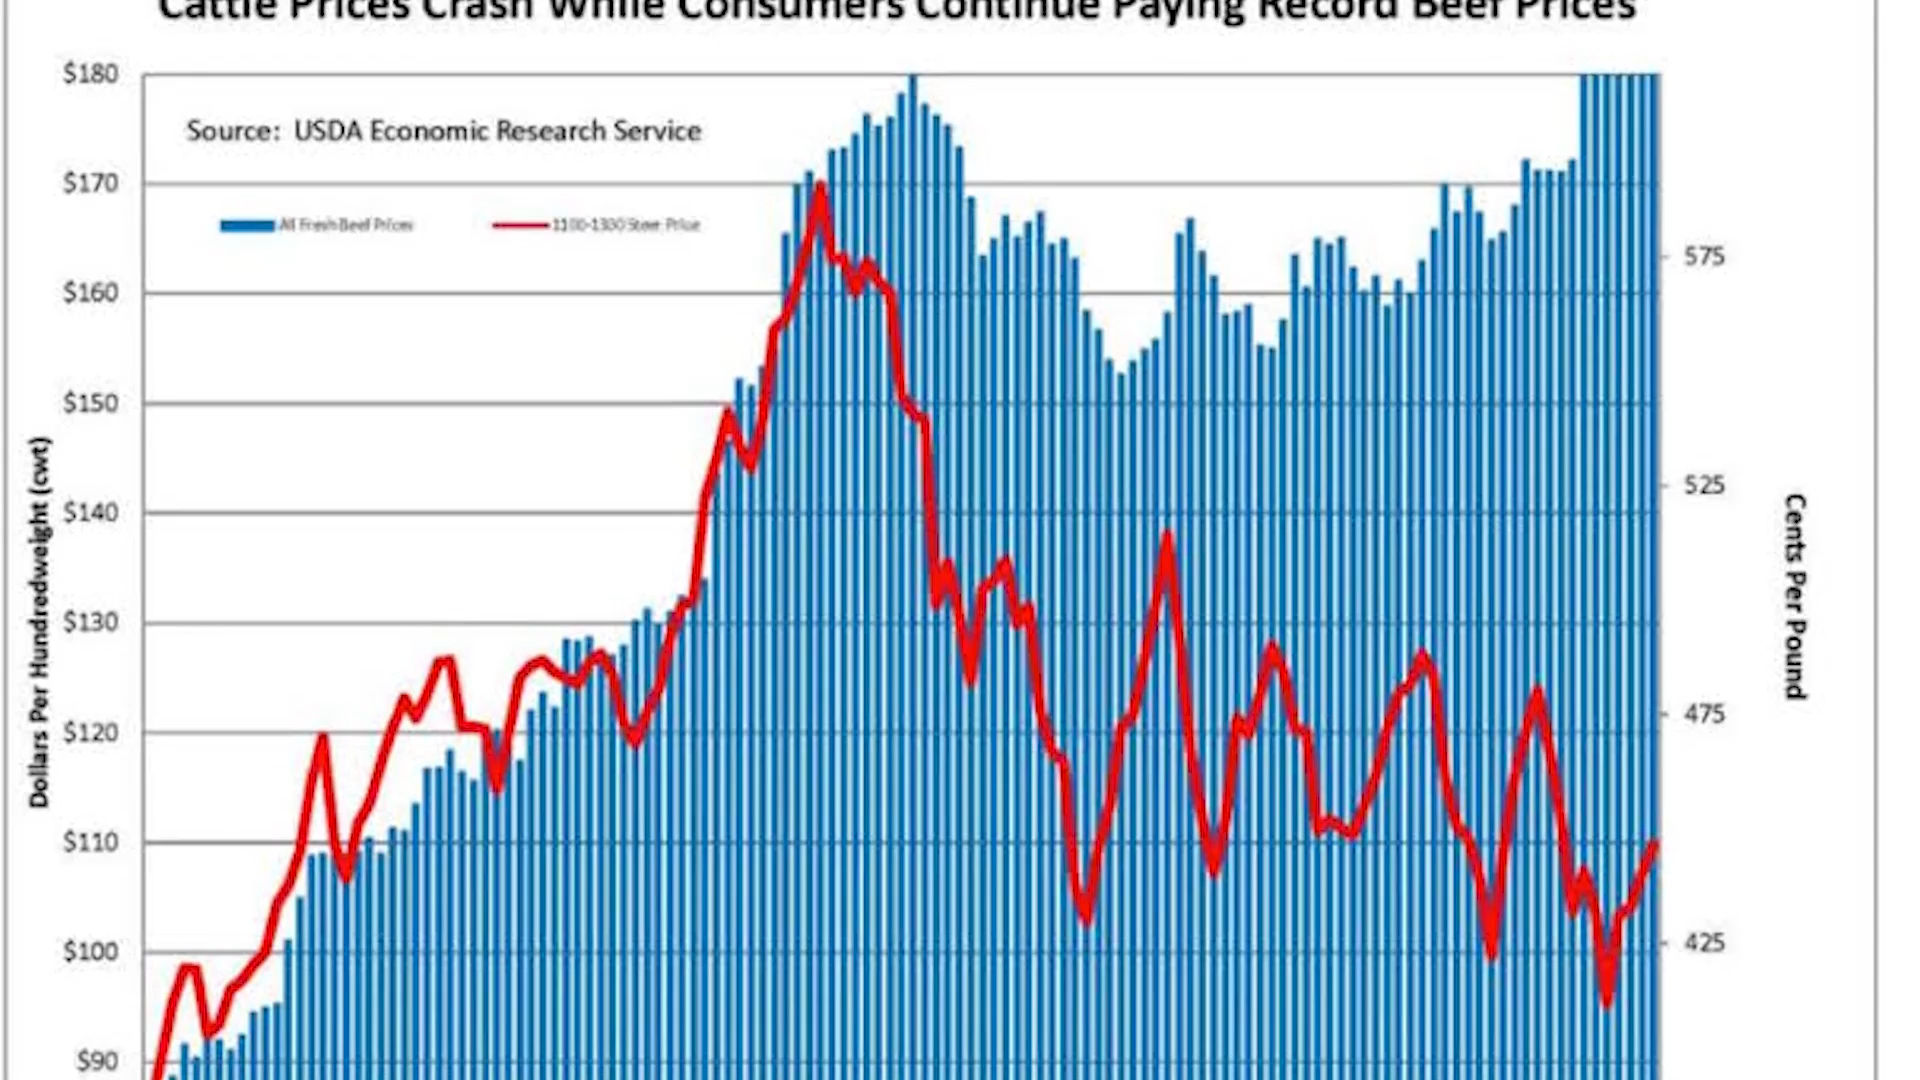 Cattle Prices Crash While Consumers Continue Paying Record Beef Prices
$180
Source: USDA Economic Research Service
$170
All Fresh Beef Prices
1100-1300 Steer Price
575
$160
$150
525
$140
Dollars Per Hundredweight (cwt)
Cents Per Pound
$130
475
$120
$110
425
$100
$90